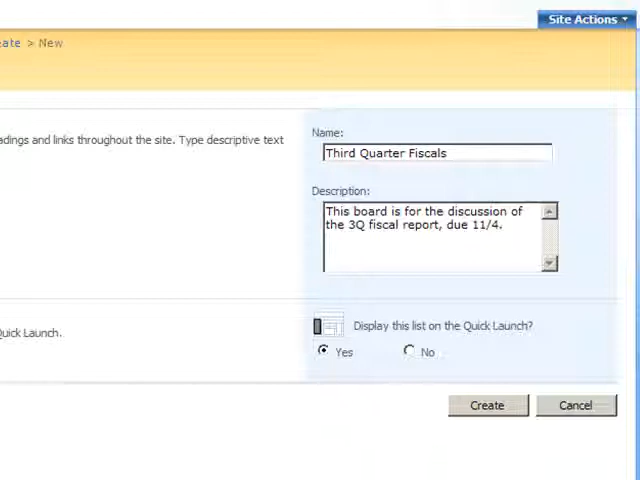 Site Actions
eate > New
Name:
adings and links throughout the site. Type descriptive text
Third Quarter Fiscals
Description:
This board is for the discussion of
the 3Q fiscal report, due 11/4.
Display this list on the Quick Launch?
Quick Launch.
Yes No
Create Cancel